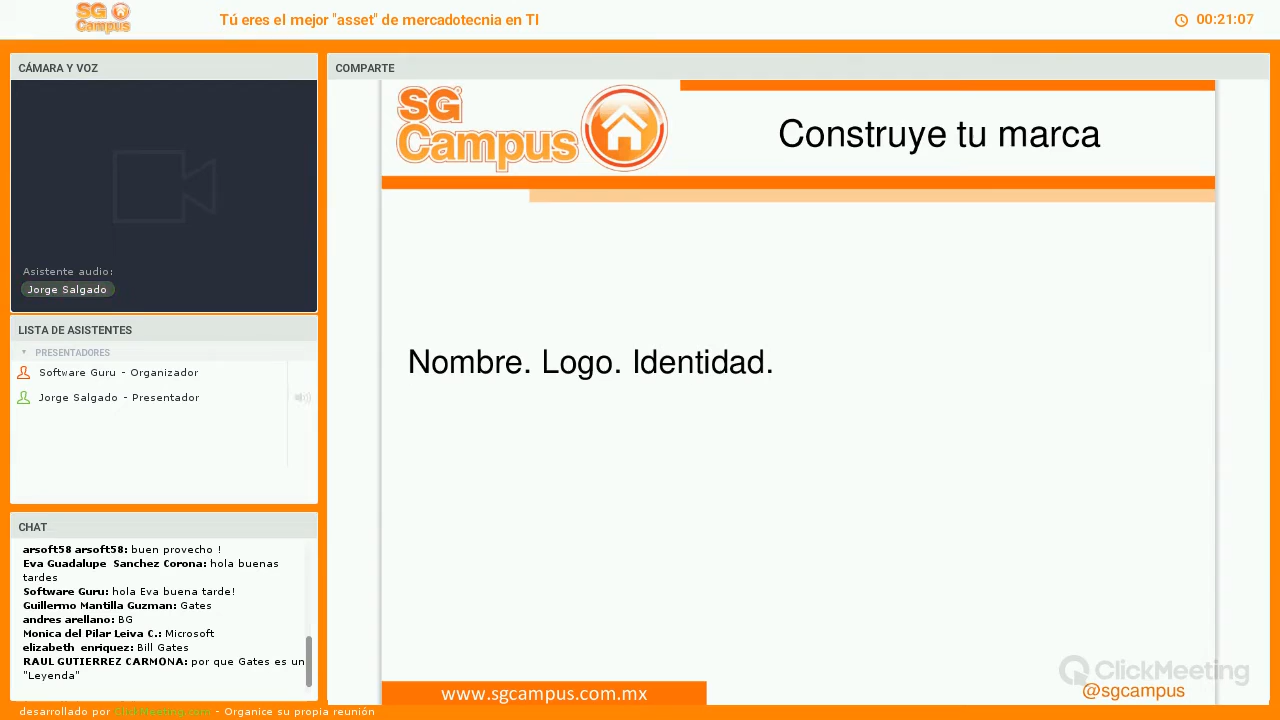 SG Campus
Tú eres el mejor "asset" de mercadotecnia en TI
00:21:07
CÁMARA Y VOZ
Asistente audio:
Jorge Salgado
LISTA DE ASISTENTES
PRESENTADORES
Software Guru - Organizador
Jorge Salgado - Presentador
CHAT
arsoft58 arsoft58: buen provecho !
Eva Guadalupe Sanchez Corona: hola buenas
tardes
Software Guru: hola Eva buena tarde!
Guillermo Mantilla Guzman: Gates
andres arellano: BG
Monica del Pilar Leiva C.: Microsoft
elizabeth enriquez: Bill Gates
RAUL GUTIERREZ CARMONA: por que Gates es un
"Leyenda"
desarrollado por ClickMeeting.com - Organice su propia reunión
COMPARTE
SG
Campus
Construye tu marca
Nombre. Logo. Identidad.
www.sgcampus.com.mx
ClickMeeting
@sgcampus